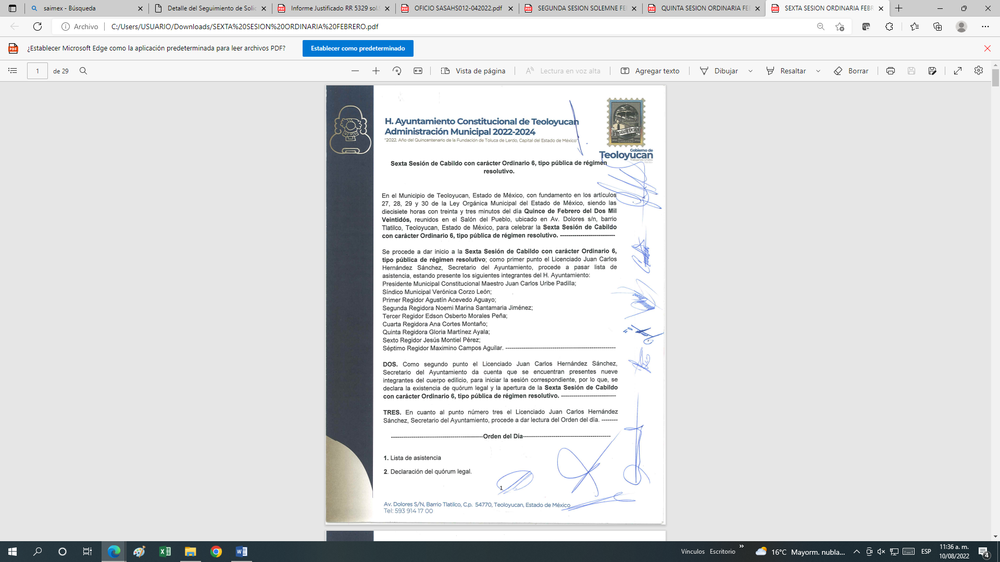 saimex - Búsqueda
Detalle del Seguimiento de Solic
Informe Justificado RR 5329 sol.
OFICIO SASAHS012-042022.pdf
SEGUNDA SESION SOLEMNE FE
QUINTA SESION ORDINARIA FE
SEXTA SESION ORDINARIA FEBR
Archivo
C:/Users/USUARIO/Downloads/SEXTA%20SESION%20ORDINARIA%20FEBRERO.pdf
¿Establecer Microsoft Edge como la aplicación predeterminada para leer archivos PDF?
Establecer como predeterminado
1 de 29
Vista de página
Lectura en voz alta
Agregar texto
Dibujar
Resaltar
Borrar
H. Ayuntamiento Constitucional de Teoloyucan
Administración Municipal 2022-2024
"2022. Año del Quincentenario de la Fundación de Toluca de Lerdo, Capital del Estado de México"
TEOLOYUCAN
Gobierno de
Teoloyucan
Sexta Sesión de Cabildo con carácter Ordinario 6, tipo pública de régimen
resolutivo.
En el Municipio de Teoloyucan, Estado de México, con fundamento en los artículos
27, 28, 29 y 30 de la Ley Orgánica Municipal del Estado de México, siendo las
diecisiete horas con treinta y tres minutos del día Quince de Febrero del Dos Mil
Veintidós, reunidos en el Salón del Pueblo, ubicado en Av. Dolores s/n, barrio
Tlatilco, Teoloyucan, Estado de México, para celebrar la Sexta Sesión de Cabildo
con carácter Ordinario 6, tipo pública de régimen resolutivo. ---------------------------
Se procede a dar inicio a la Sexta Sesión de Cabildo con carácter Ordinario 6,
tipo pública de régimen resolutivo; como primer punto el Licenciado Juan Carlos
Hernández Sánchez, Secretario del Ayuntamiento, procede a pasar lista de
asistencia, estando presente los siguientes integrantes del H. Ayuntamiento:
Presidente Municipal Constitucional Maestro Juan Carlos Uribe Padilla;
Síndico Municipal Verónica Corzo León;
Primer Regidor Agustín Acevedo Aguayo;
Segunda Regidora Noemi Marina Santamaria Jiménez;
Tercer Regidor Edson Osberto Morales Peña;
Cuarta Regidora Ana Cortes Montaño;
Quinta Regidora Gloria Martínez Ayala;
Sexto Regidor Jesús Montiel Pérez;
Séptimo Regidor Maximino Campos Aguilar. ------------------------------------------------------
DOS. Como segundo punto el Licenciado Juan Carlos Hernández Sánchez,
Secretario del Ayuntamiento da cuenta que se encuentran presentes nueve
integrantes del cuerpo edilicio, para iniciar la sesión correspondiente, por lo que, se
declara la existencia de quórum legal y la apertura de la Sexta Sesión de Cabildo
con carácter Ordinario 6, tipo pública de régimen resolutivo. ---------------------------
TRES. En cuanto al punto número tres el Licenciado Juan Carlos Hernández
Sánchez, Secretario del Ayuntamiento, procede a dar lectura del Orden del día. --------
---------------------------------------------Orden del Día-------------------------------------------
1. Lista de asistencia
2. Declaración del quórum legal.
1
Av. Dolores S/N, Barrio Tlatilco, C.p. 54770, Teoloyucan, Estado de México
Tel: 593 914 17 00
Vínculos
Escritorio
»
16°C Mayorm. nubla...
ESP
11:36 a. m.
10/08/2022
4